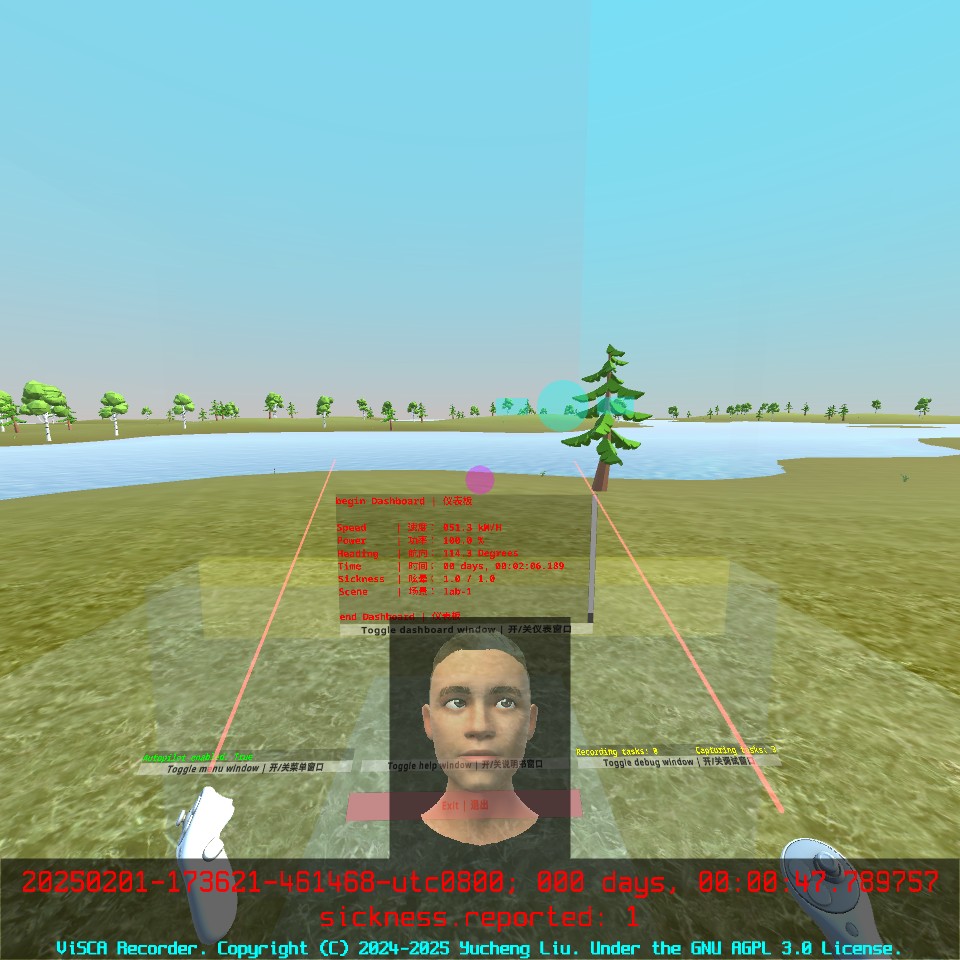 begin Dashboard | 仪表板
Speed | 速度: 051.3 kM/H
Power | 功率: 100.0 %
Heading | 航向: 114.3 Degrees
Time | 时间: 00 days, 00:02:06.189
Sickness | 眩晕: 1.0 / 1.0
Scene | 场景: lab-1
end Dashboard | 仪表板
Toggle dashboard window | 开/关仪表窗口
Autopilot enabled: True
Toggle menu window | 开/关菜单窗口
Toggle help window | 开/关说明书窗口
Recording tasks: 0 Capturing tasks: 3
Toggle debug window | 开/关调试窗口
Exit | 退出
20250201-173621-461468-utc0800; 000 days, 00:00:47.789757
sickness.reported: 1
ViSCA Recorder. Copyright (C) 2024-2025 Yucheng Liu. Under the GNU AGPL 3.0 License.